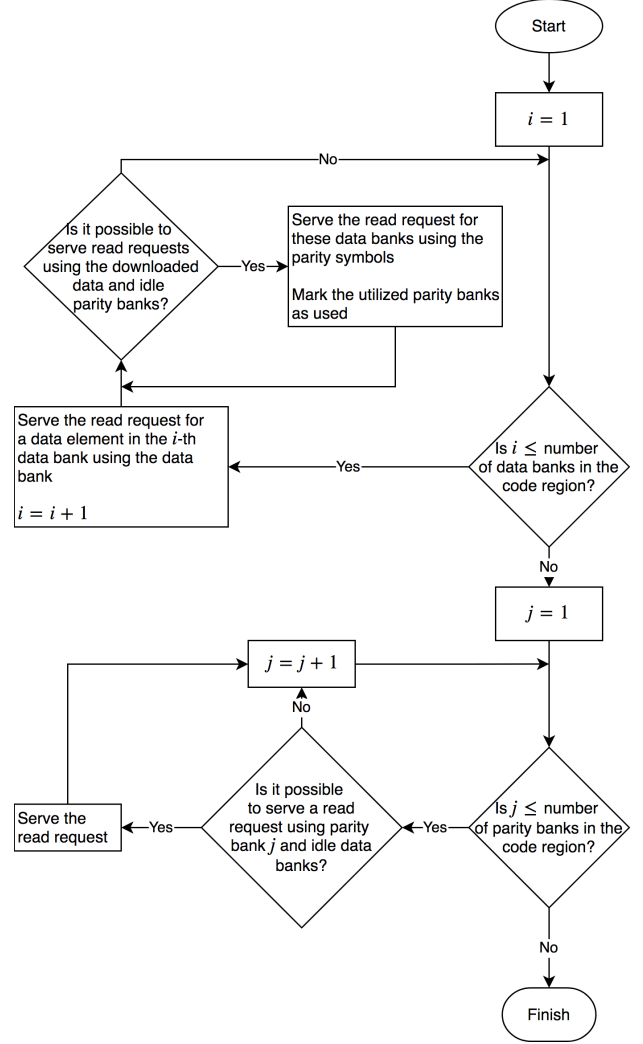 Start
i = 1
No
Is it possible to
serve read requests
using the downloaded
data and idle
parity banks?
Yes
Serve the read request for
these data banks using the
parity symbols
Mark the utilized parity banks
as used
Serve the read request for
a data element in the i-th
data bank using the data
bank
i = i + 1
Yes
Is i ≤ number
of data banks in the
code region?
No
j = 1
j = j + 1
No
Is it possible
to serve a read
request using parity
bank j and idle data
banks?
Yes
Serve the
read request
Yes
Is j ≤ number
of parity banks in the
code region?
No
Finish